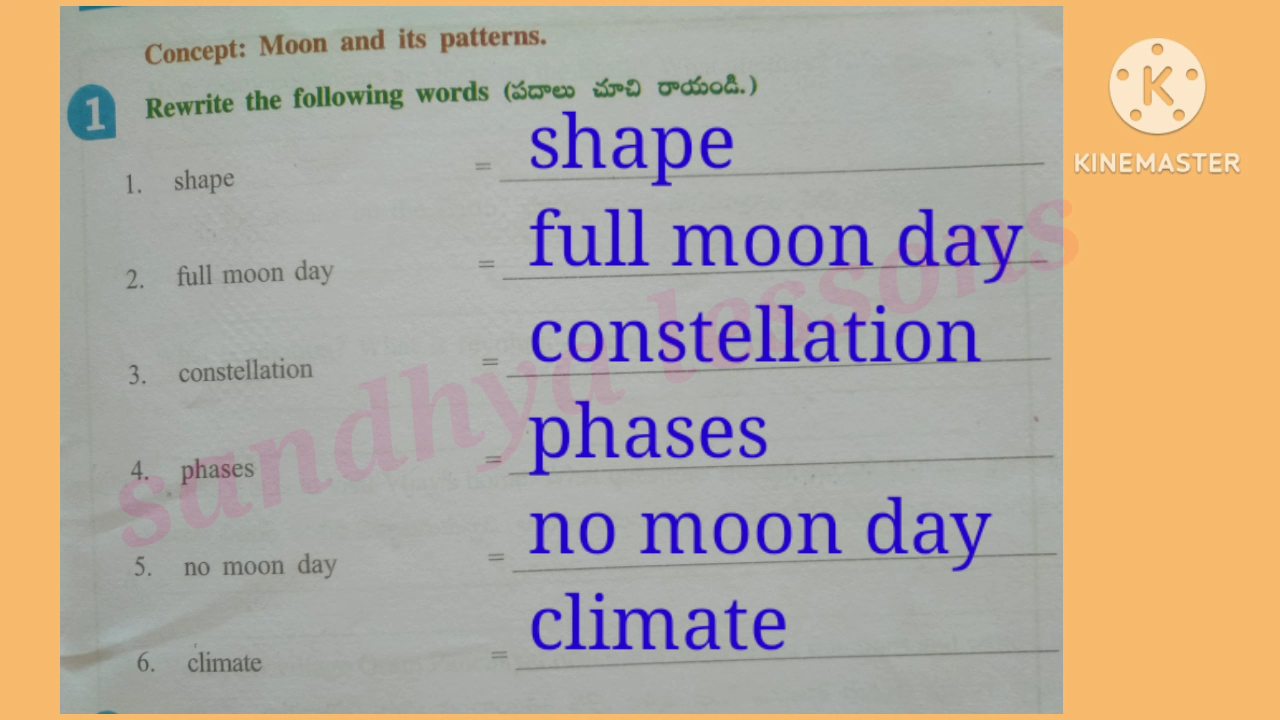 Concept: Moon and its patterns.
1 Rewrite the following words (పదాలు చూచి రాయండి.)
1. shape = shape
2. full moon day = full moon day
3. constellation = constellation
4. phases = phases
5. no moon day = no moon day
6. climate = climate
sandhya lessons
K
KINEMASTER